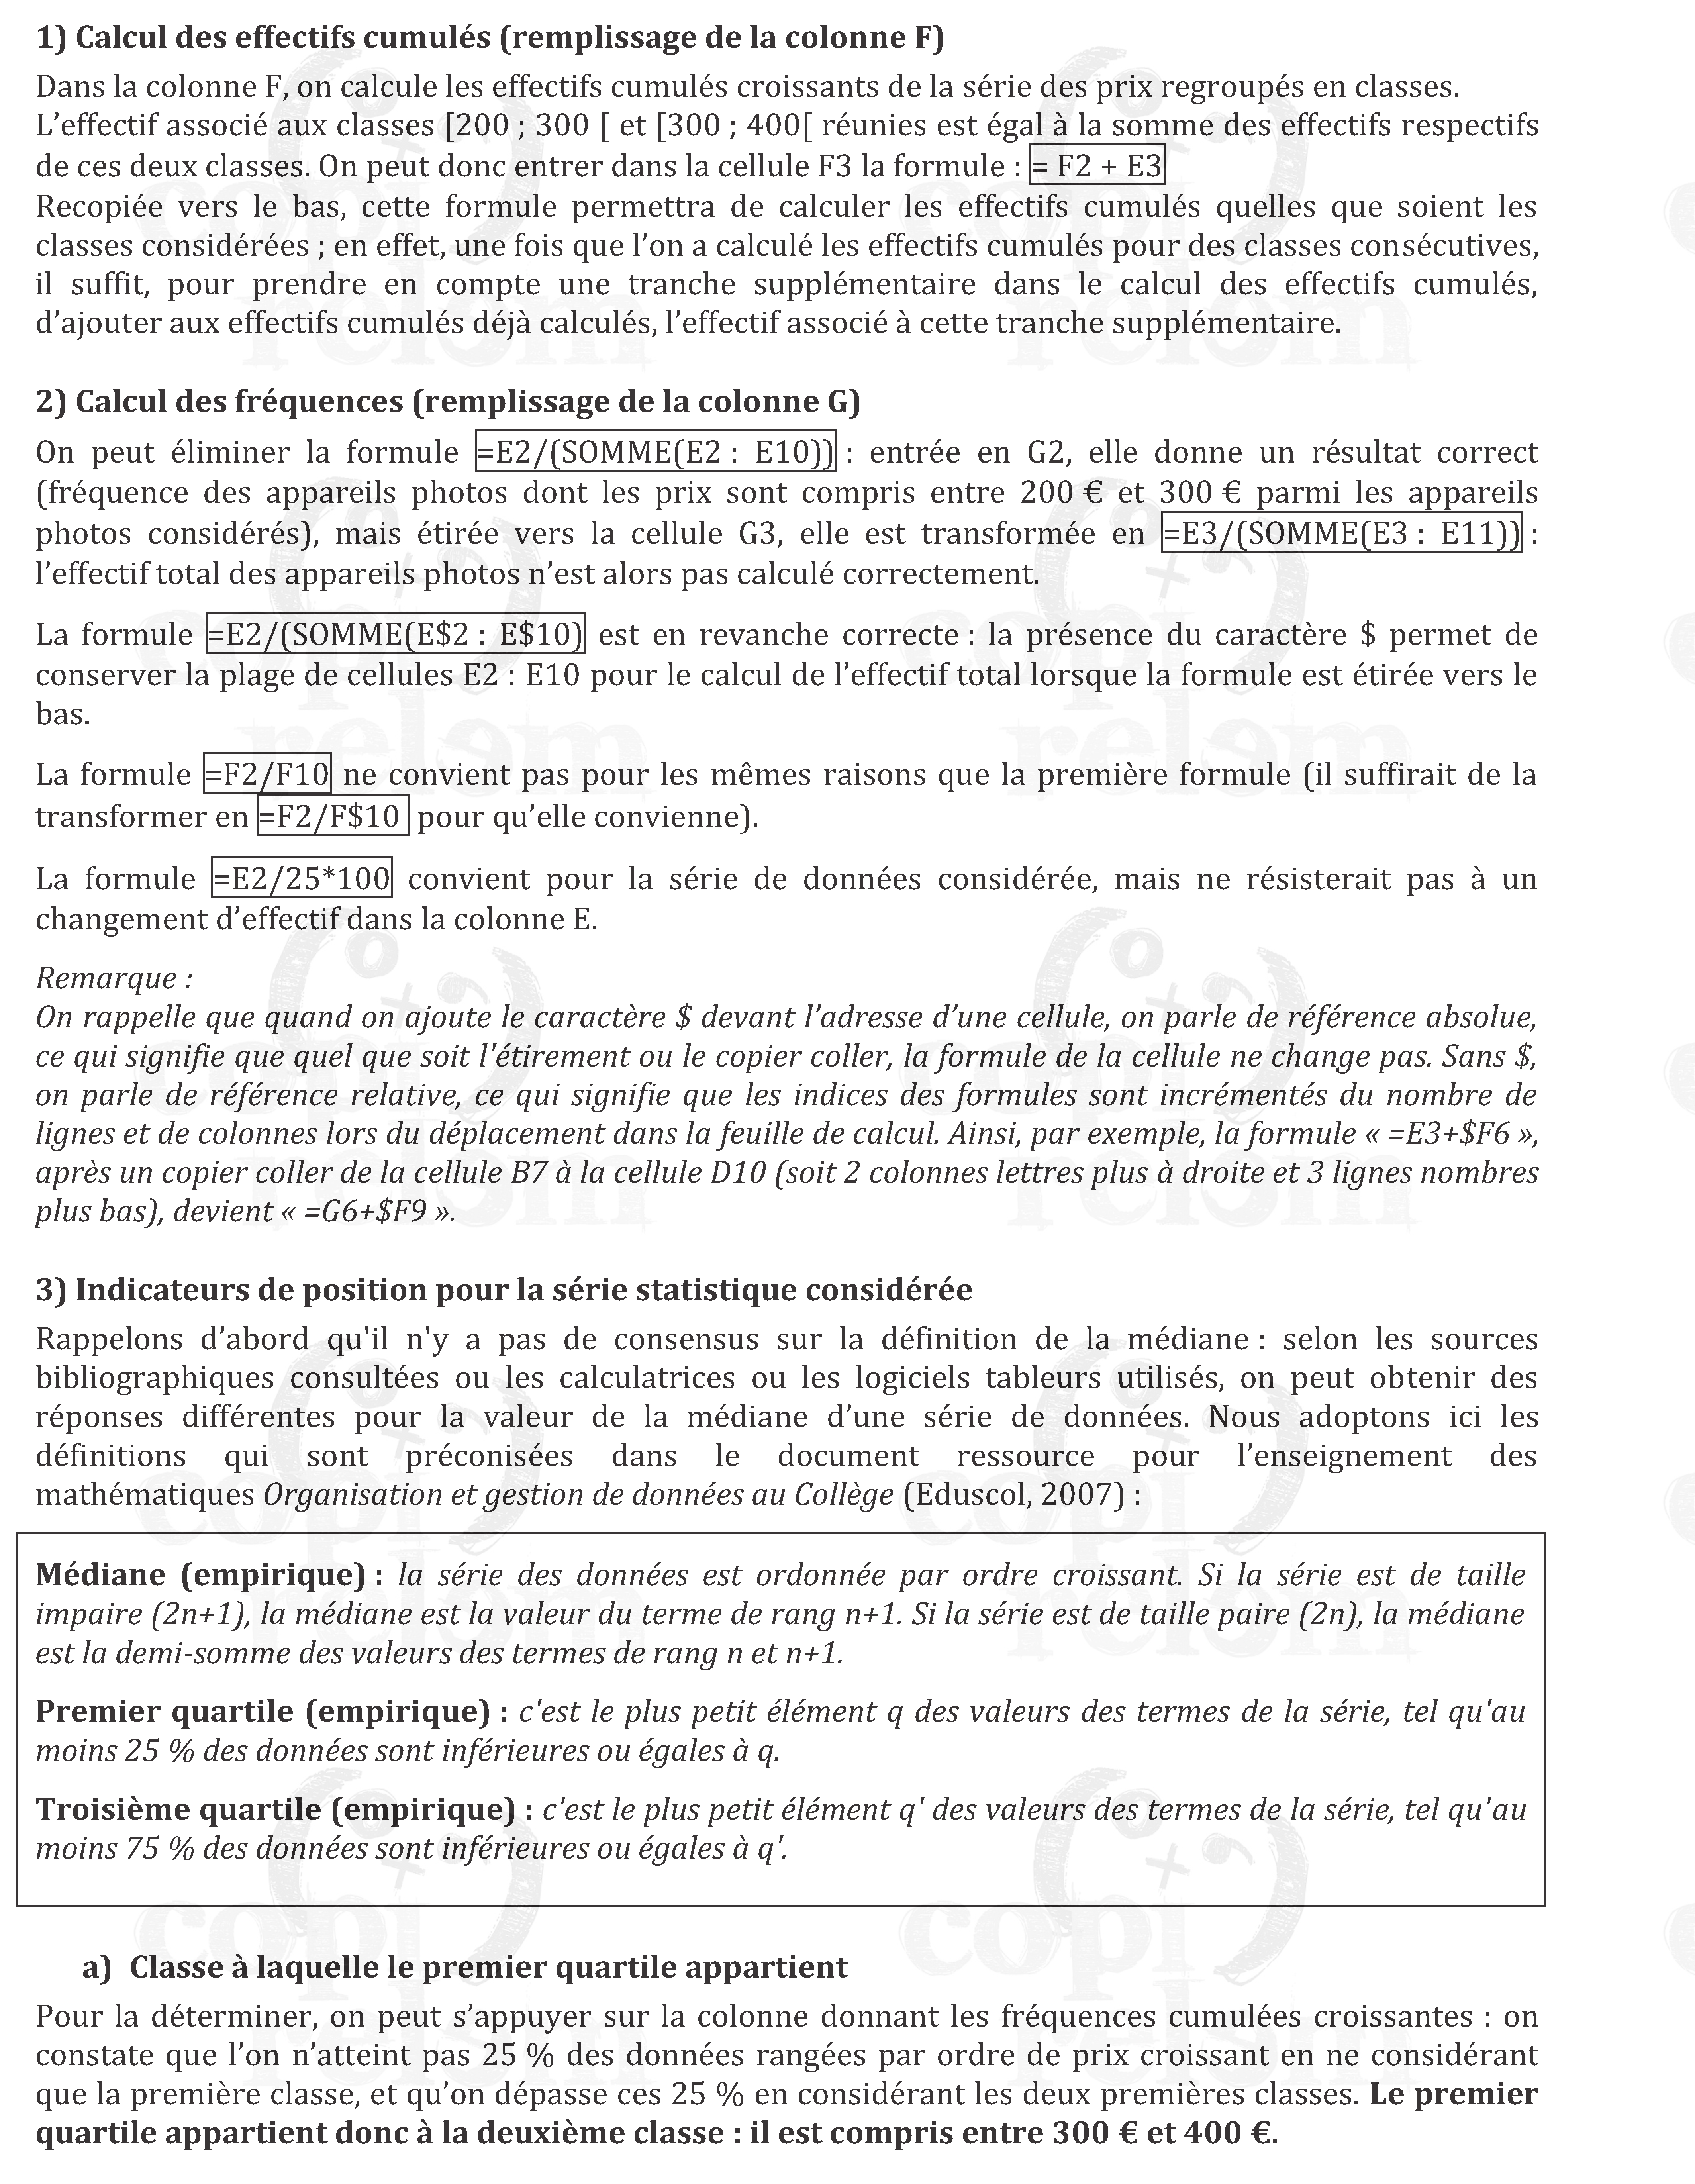 1) Calcul des effectifs cumulés (remplissage de la colonne F)
Dans la colonne F, on calcule les effectifs cumulés croissants de la série des prix regroupés en classes.
L’effectif associé aux classes [200 ; 300 [ et [300 ; 400[ réunies est égal à la somme des effectifs respectifs
de ces deux classes. On peut donc entrer dans la cellule F3 la formule : = F2 + E3
Recopiée vers le bas, cette formule permettra de calculer les effectifs cumulés quelles que soient les
classes considérées ; en effet, une fois que l’on a calculé les effectifs cumulés pour des classes consécutives,
il suffit, pour prendre en compte une tranche supplémentaire dans le calcul des effectifs cumulés,
d’ajouter aux effectifs cumulés déjà calculés, l’effectif associé à cette tranche supplémentaire.
2) Calcul des fréquences (remplissage de la colonne G)
On peut éliminer la formule =E2/(SOMME(E2 : E10)) : entrée en G2, elle donne un résultat correct
(fréquence des appareils photos dont les prix sont compris entre 200 € et 300 € parmi les appareils
photos considérés), mais étirée vers la cellule G3, elle est transformée en =E3/(SOMME(E3 : E11)) :
l’effectif total des appareils photos n’est alors pas calculé correctement.
La formule =E2/(SOMME(E$2 : E$10) est en revanche correcte : la présence du caractère $ permet de
conserver la plage de cellules E2 : E10 pour le calcul de l’effectif total lorsque la formule est étirée vers le
bas.
La formule =F2/F10 ne convient pas pour les mêmes raisons que la première formule (il suffirait de la
transformer en =F2/F$10 pour qu’elle convienne).
La formule =E2/25*100 convient pour la série de données considérée, mais ne résisterait pas à un
changement d’effectif dans la colonne E.
Remarque :
On rappelle que quand on ajoute le caractère $ devant l’adresse d’une cellule, on parle de référence absolue,
ce qui signifie que quel que soit l'étirement ou le copier coller, la formule de la cellule ne change pas. Sans $,
on parle de référence relative, ce qui signifie que les indices des formules sont incrémentés du nombre de
lignes et de colonnes lors du déplacement dans la feuille de calcul. Ainsi, par exemple, la formule « =E3+$F6 »,
après un copier coller de la cellule B7 à la cellule D10 (soit 2 colonnes lettres plus à droite et 3 lignes nombres
plus bas), devient « =G6+$F9 ».
3) Indicateurs de position pour la série statistique considérée
Rappelons d’abord qu'il n'y a pas de consensus sur la définition de la médiane : selon les sources
bibliographiques consultées ou les calculatrices ou les logiciels tableurs utilisés, on peut obtenir des
réponses différentes pour la valeur de la médiane d’une série de données. Nous adoptons ici les
définitions qui sont préconisées dans le document ressource pour l’enseignement des
mathématiques Organisation et gestion de données au Collège (Eduscol, 2007) :
Médiane (empirique) : la série des données est ordonnée par ordre croissant. Si la série est de taille
impaire (2n+1), la médiane est la valeur du terme de rang n+1. Si la série est de taille paire (2n), la médiane
est la demi-somme des valeurs des termes de rang n et n+1.
Premier quartile (empirique) : c'est le plus petit élément q des valeurs des termes de la série, tel qu'au
moins 25 % des données sont inférieures ou égales à q.
Troisième quartile (empirique) : c'est le plus petit élément q' des valeurs des termes de la série, tel qu'au
moins 75 % des données sont inférieures ou égales à q'.
a) Classe à laquelle le premier quartile appartient
Pour la déterminer, on peut s’appuyer sur la colonne donnant les fréquences cumulées croissantes : on
constate que l’on n’atteint pas 25 % des données rangées par ordre de prix croissant en ne considérant
que la première classe, et qu’on dépasse ces 25 % en considérant les deux premières classes. Le premier
quartile appartient donc à la deuxième classe : il est compris entre 300 € et 400 €.